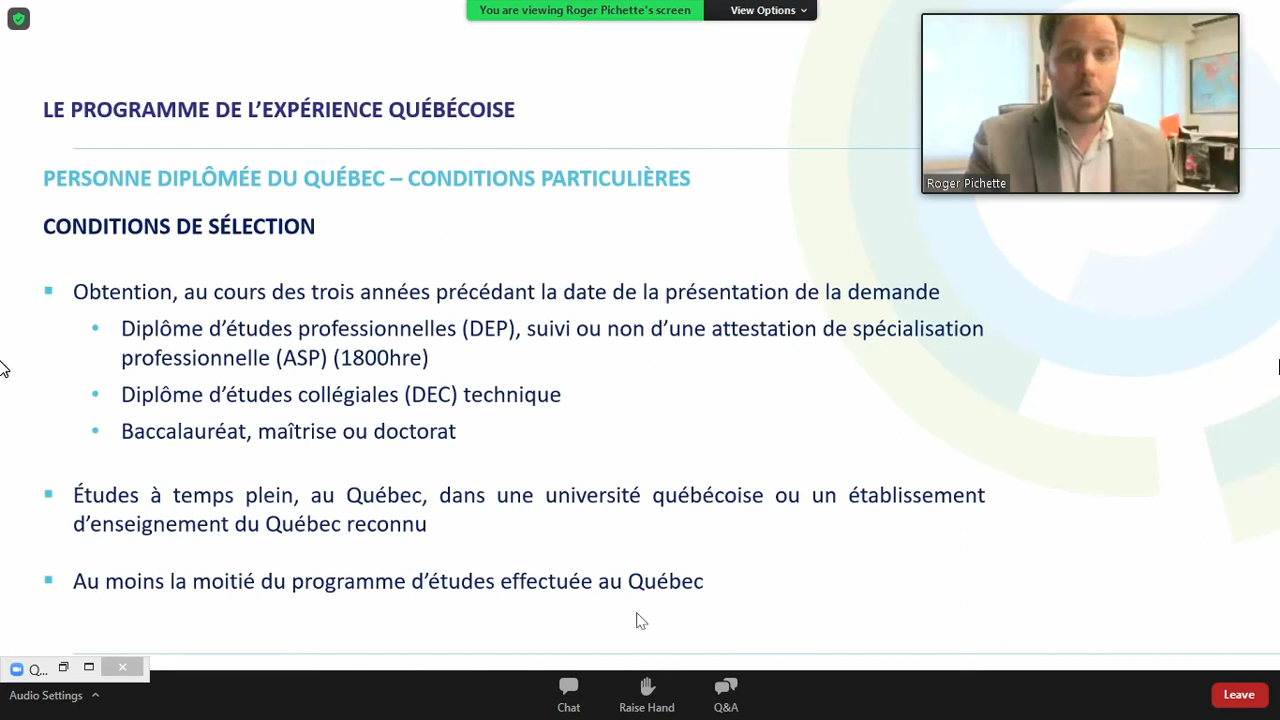 You are viewing Roger Pichette's screen
View Options
Roger Pichette
LE PROGRAMME DE L’EXPÉRIENCE QUÉBÉCOISE
PERSONNE DIPLÔMÉE DU QUÉBEC – CONDITIONS PARTICULIÈRES
CONDITIONS DE SÉLECTION
Obtention, au cours des trois années précédant la date de la présentation de la demande
Diplôme d’études professionnelles (DEP), suivi ou non d’une attestation de spécialisation
professionnelle (ASP) (1800hre)
Diplôme d’études collégiales (DEC) technique
Baccalauréat, maîtrise ou doctorat
Études à temps plein, au Québec, dans une université québécoise ou un établissement
d’enseignement du Québec reconnu
Au moins la moitié du programme d’études effectuée au Québec
Q...
Audio Settings
Chat
Raise Hand
Q&A
Leave